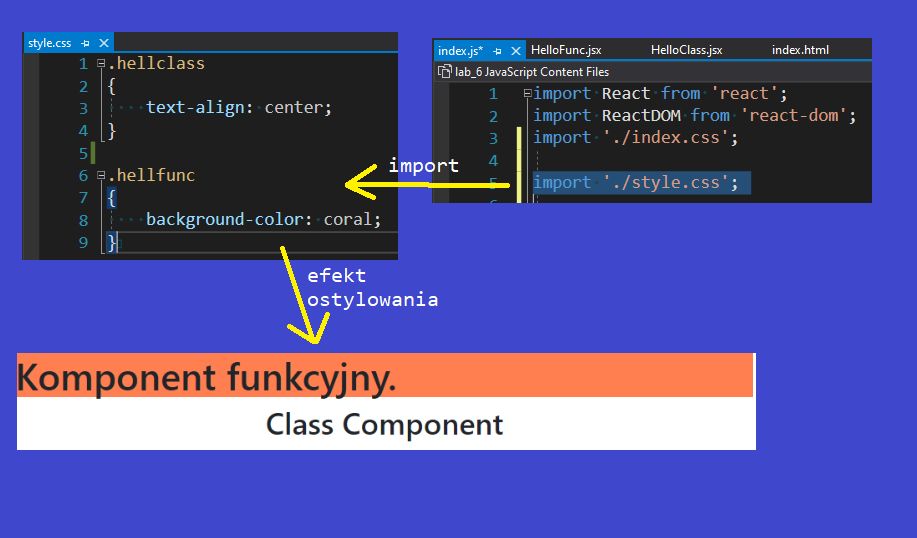 style.css
1 .hellclass
2 {
3 text-align: center;
4 }
5
6 .hellfunc
7 {
8 background-color: coral;
9 }
index.js* HelloFunc.jsx HelloClass.jsx index.html
lab_6 JavaScript Content Files
1 import React from 'react';
2 import ReactDOM from 'react-dom';
3 import './index.css';
4
5 import './style.css';
import
efekt
ostylowania
Komponent funkcyjny.
Class Component